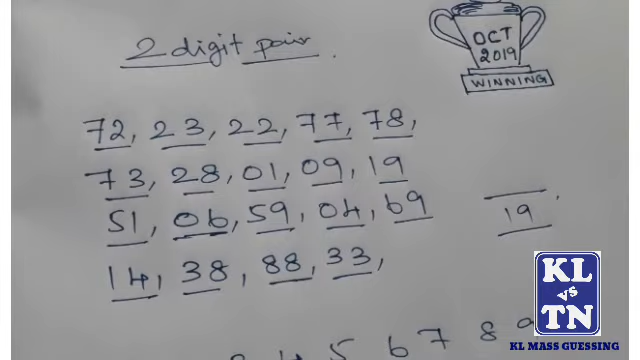 2 digit pair.
OCT
2019
WINNING
72, 23, 22, 77, 78,
73, 28, 01, 09, 19
51, 06, 59, 04, 69
19
14, 38, 88, 33,
5 6 7 8 9
KL
VS
TN
KL MASS GUESSING